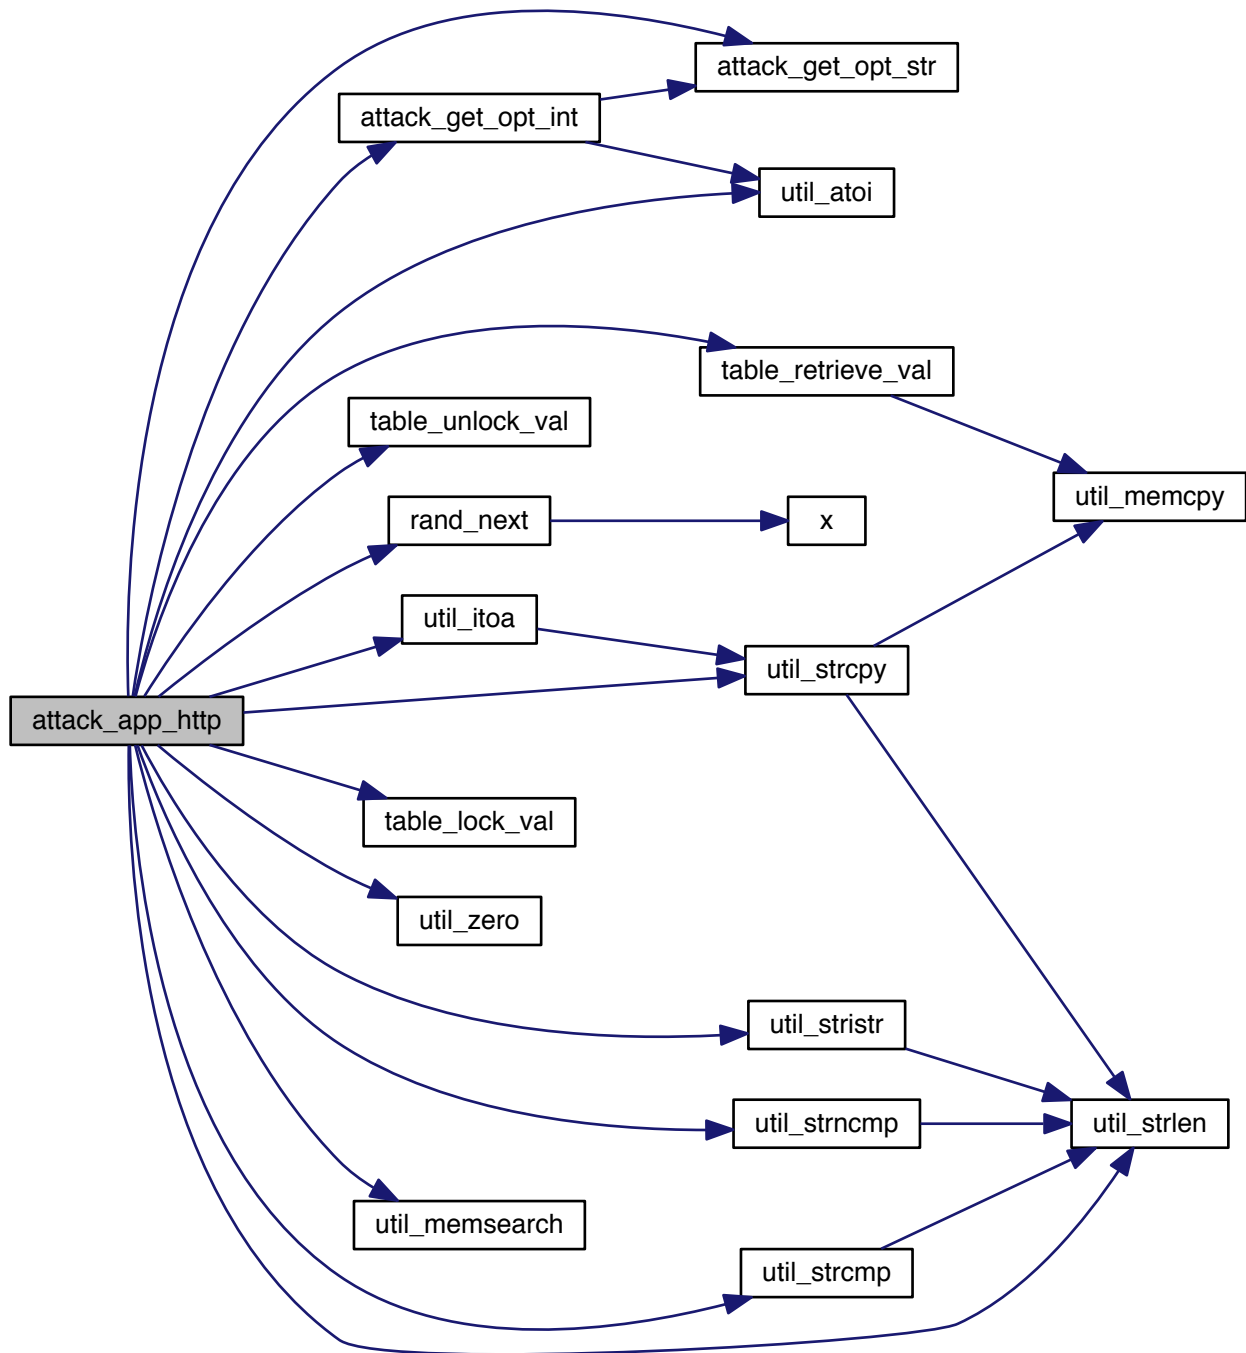 attack_get_opt_str
attack_get_opt_int
util_atoi
table_retrieve_val
table_unlock_val
util_memcpy
rand_next
x
util_itoa
util_strcpy
attack_app_http
table_lock_val
util_zero
util_stristr
util_strncmp
util_strlen
util_memsearch
util_strcmp